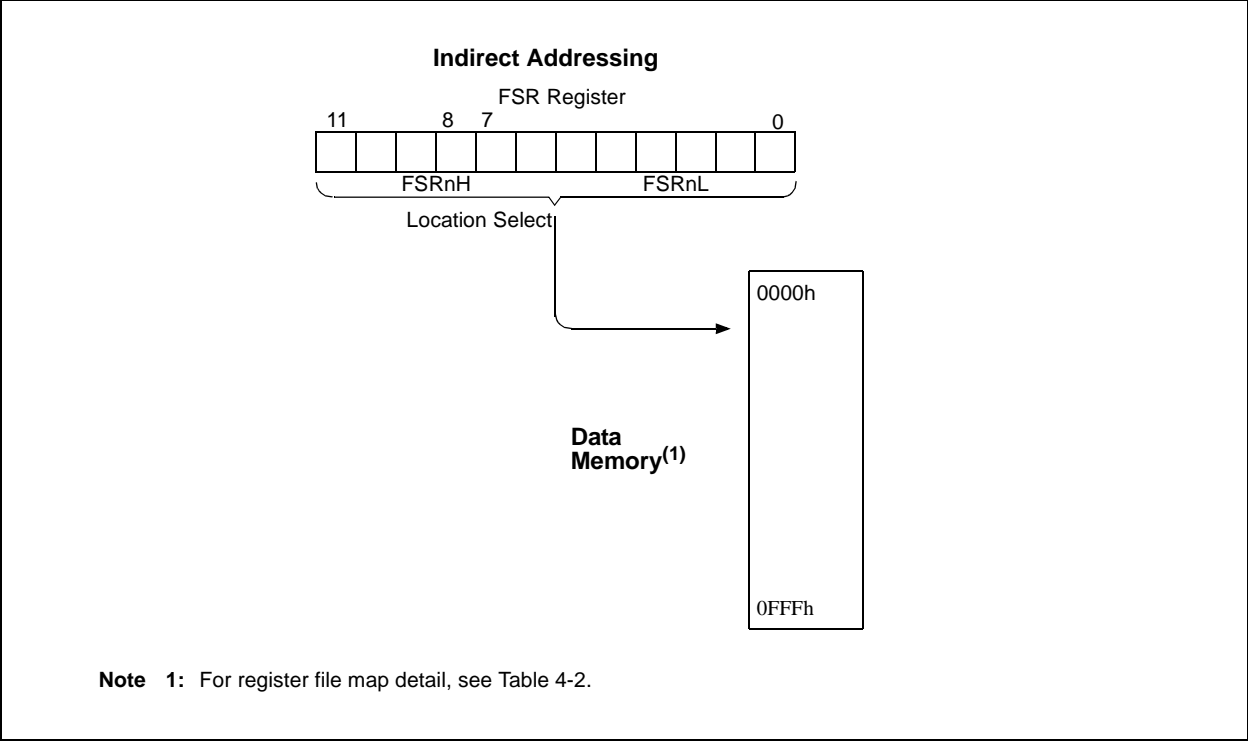 Indirect Addressing
FSR Register
11 8 7 0
FSRnH FSRnL
Location Select
0000h
Data
Memory(1)
0FFFh
Note 1: For register file map detail, see Table 4-2.